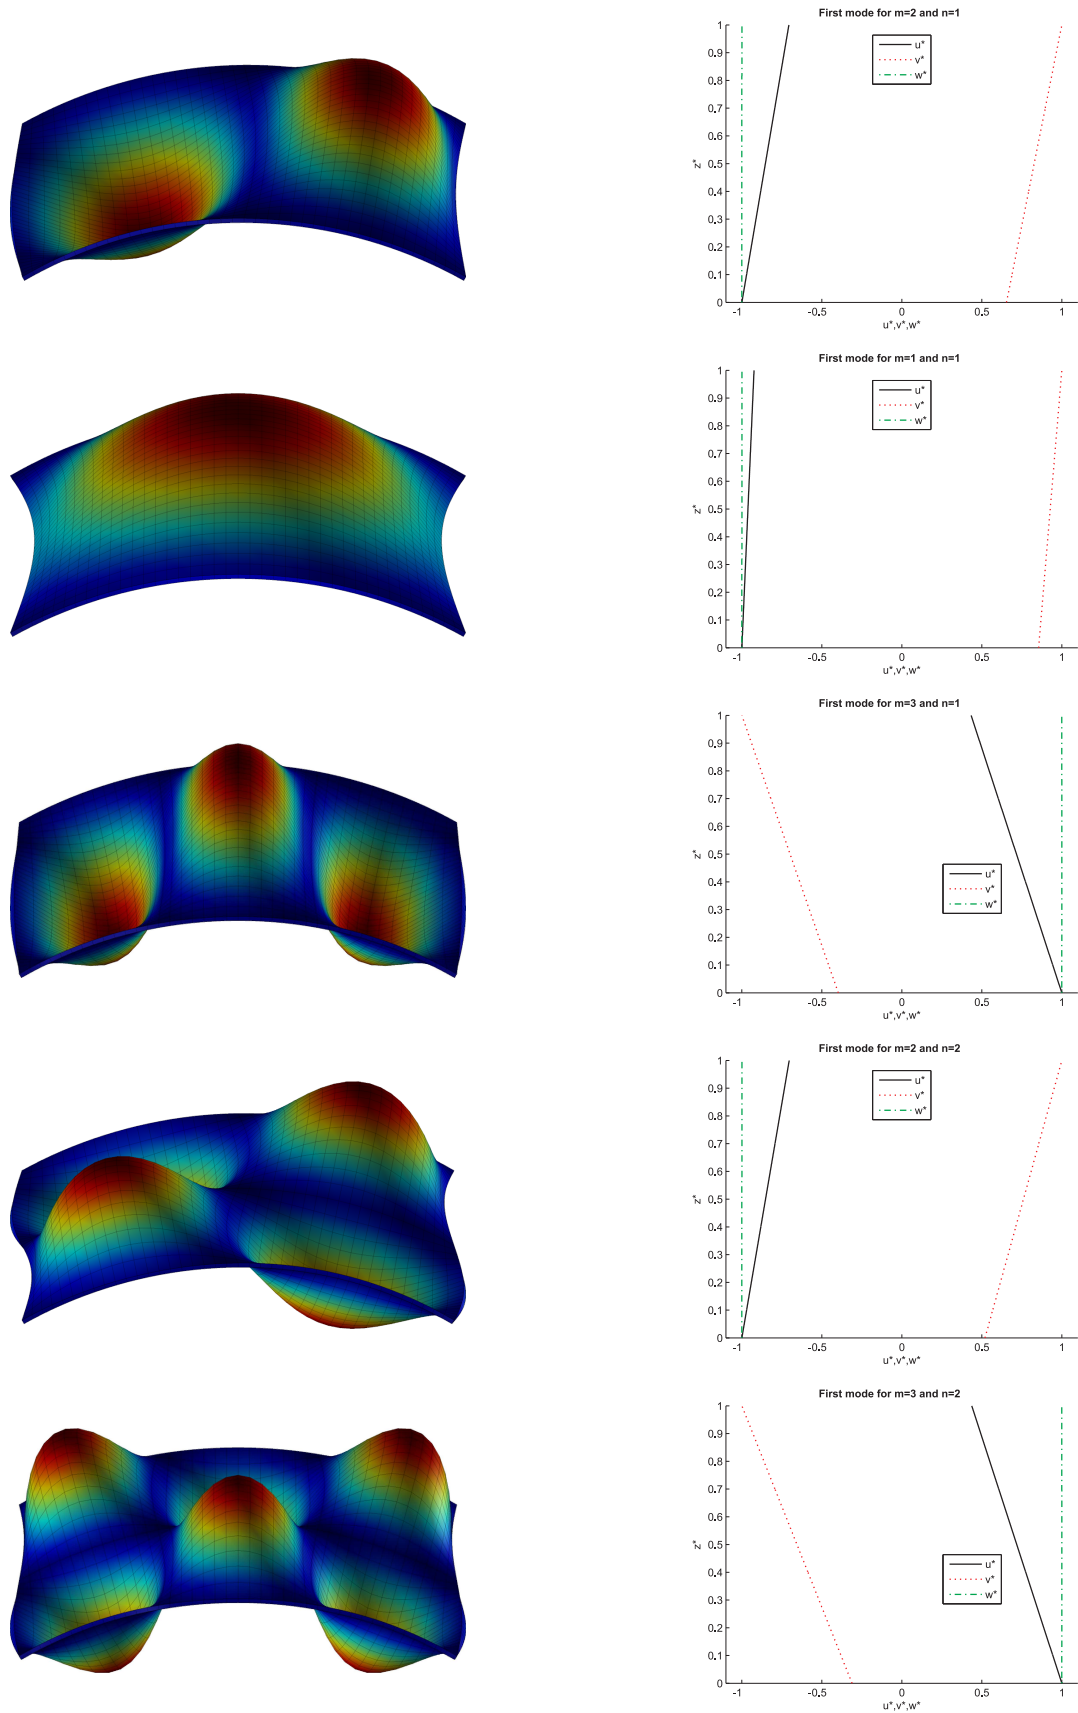 First mode for m=2 and n=1
1
0.9
0.8
0.7
0.6
0.5
0.4
0.3
0.2
0.1
0
z*
u*
v*
w*
-1 -0.5 0 0.5 1
u*,v*,w*
First mode for m=1 and n=1
1
0.9
0.8
0.7
0.6
0.5
0.4
0.3
0.2
0.1
0
z*
u*
v*
w*
-1 -0.5 0 0.5 1
u*,v*,w*
First mode for m=3 and n=1
1
0.9
0.8
0.7
0.6
0.5
0.4
0.3
0.2
0.1
0
z*
u*
v*
w*
-1 -0.5 0 0.5 1
u*,v*,w*
First mode for m=2 and n=2
1
0.9
0.8
0.7
0.6
0.5
0.4
0.3
0.2
0.1
0
z*
u*
v*
w*
-1 -0.5 0 0.5 1
u*,v*,w*
First mode for m=3 and n=2
1
0.9
0.8
0.7
0.6
0.5
0.4
0.3
0.2
0.1
0
z*
u*
v*
w*
-1 -0.5 0 0.5 1
u*,v*,w*